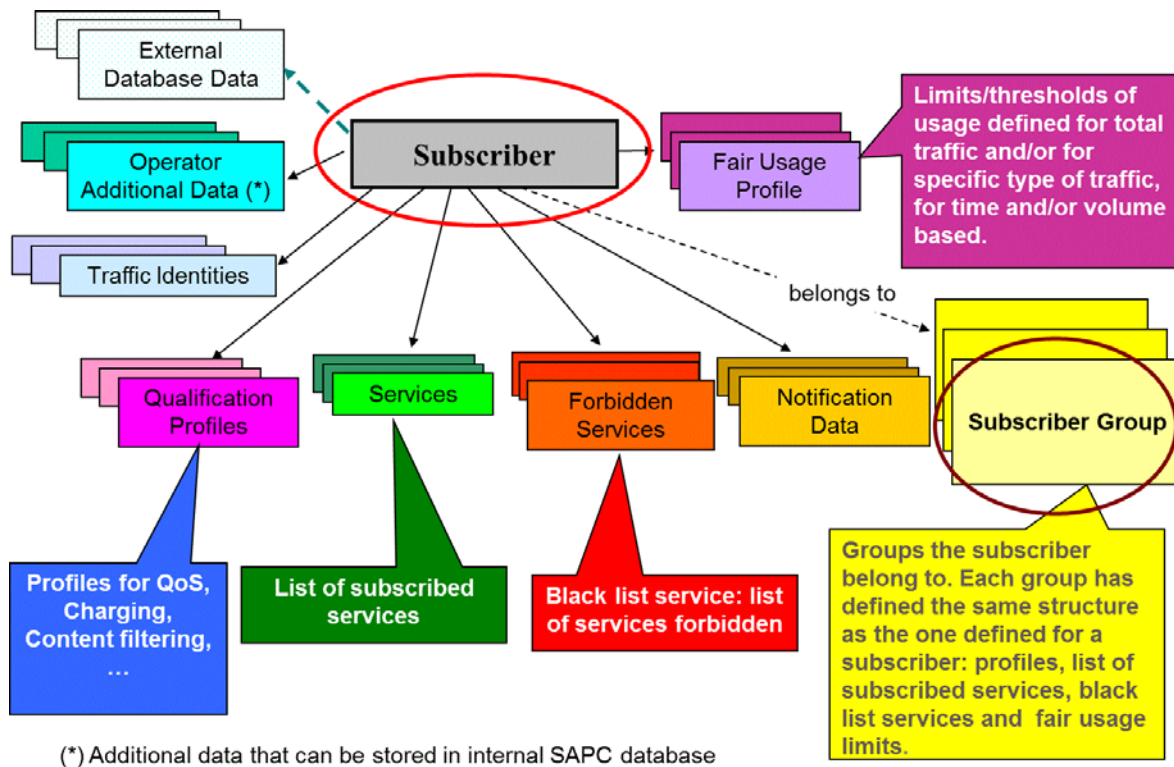 External
Database Data
Operator
Additional Data (*)
Traffic Identities
Subscriber
Fair Usage
Profile
Limits/thresholds of
usage defined for total
traffic and/or for
specific type of traffic,
for time and/or volume
based.
belongs to
Qualification
Profiles
Services
Forbidden
Services
Notification
Data
Subscriber Group
Profiles for QoS,
Charging,
Content filtering,
…
List of subscribed
services
Black list service: list
of services forbidden
Groups the subscriber
belong to. Each group has
defined the same structure
as the one defined for a
subscriber: profiles, list of
subscribed services, black
list services and fair usage
limits.
(*) Additional data that can be stored in internal SAPC database